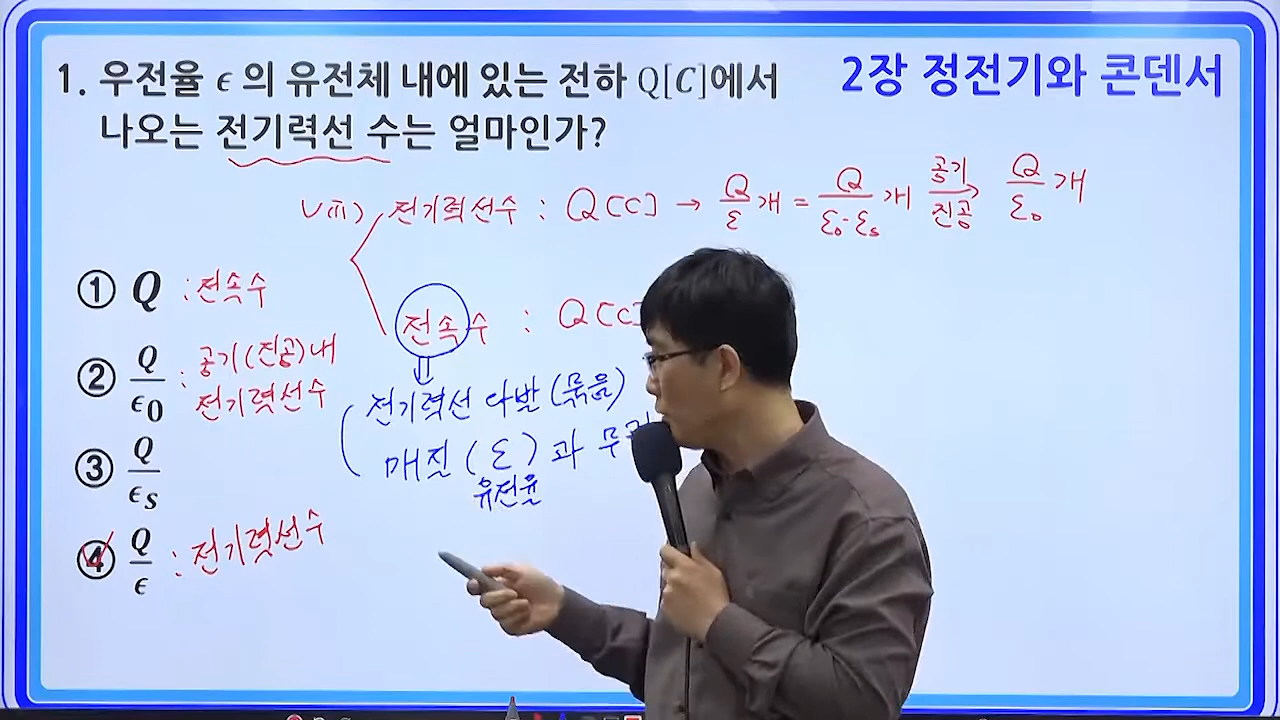 1. 우전율 ϵ 의 유전체 내에 있는 전하 Q[C]에서
나오는 전기력선 수는 얼마인가?
2장 정전기와 콘덴서
전기력선수 : Q[C] → Q/ε 개 = Q/ε₀·εₛ 개 공기 진공 → Q/ε₀ 개
① Q : 전속수
전속수 : Q[C]
② Q/ϵ0 : 공기(진공)내
전기력선수
전기력선 다발 (묶음)
매질 (ε) 과
유전율
③ Q/ϵS
④ Q/ϵ : 전기력선수